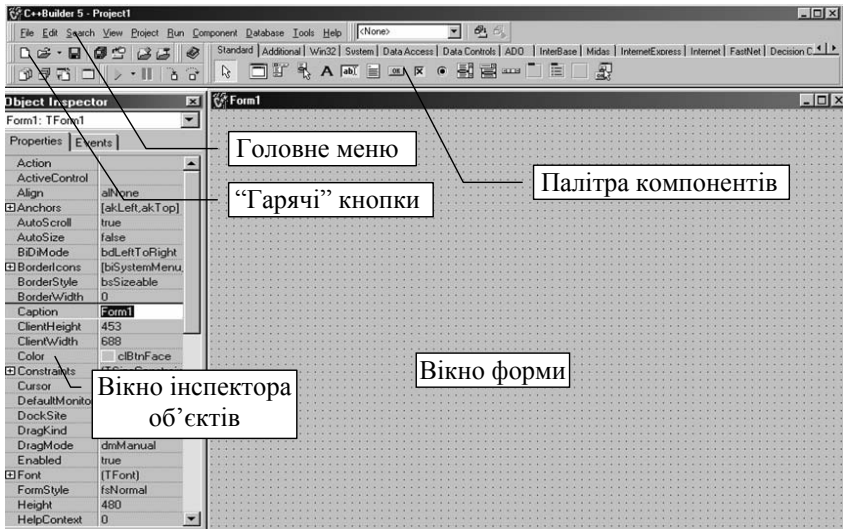 C++Builder 5 - Project1
File Edit Search View Project Run Component Database Tools Help <None>
Standard Additional Win32 System Data Access Data Controls ADO InterBase Midas InternetExpress Internet FastNet Decision C
Object Inspector
Form1: TForm1
Properties Events
Action
ActiveControl
Align alNone
Anchors [akLeft,akTop]
AutoScroll true
AutoSize false
BiDiMode bdLeftToRight
BorderIcons [biSystemMenu,
BorderStyle bsSizeable
BorderWidth 0
Caption Form1
ClientHeight 453
ClientWidth 688
Color clBtnFace
Constraints
Cursor
DefaultMonito
DockSite
DragKind
DragMode dmManual
Enabled true
Font (TFont)
FormStyle fsNormal
Height 480
HelpContext 0
Form1
Головне меню
“Гарячі” кнопки
Палітра компонентів
Вікно форми
Вікно інспектора
об’єктів